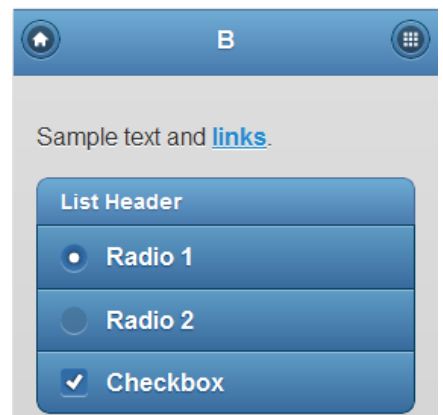 B
Sample text and links.
List Header
Radio 1
Radio 2
Checkbox